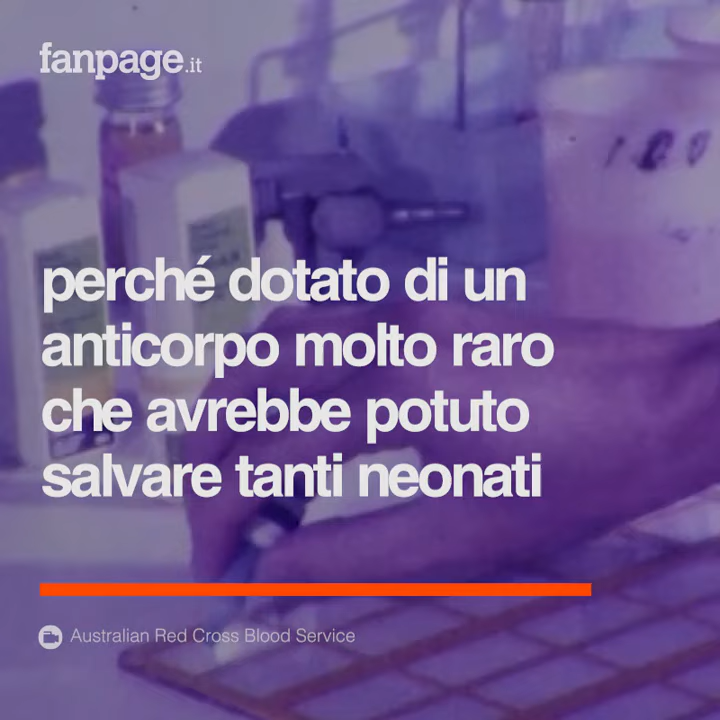 fanpage.it
100
perché dotato di un
anticorpo molto raro
che avrebbe potuto
salvare tanti neonati
Australian Red Cross Blood Service